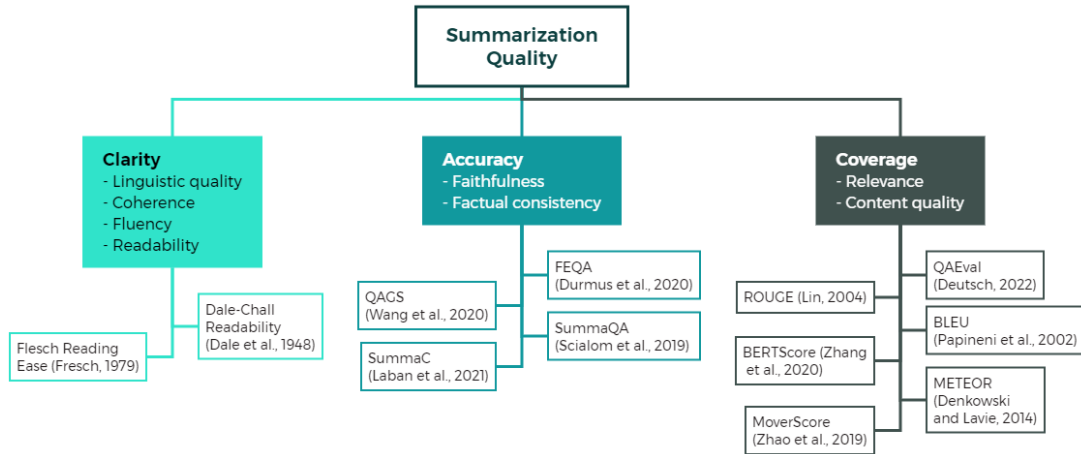 Summarization
Quality
Clarity
- Linguistic quality
- Coherence
- Fluency
- Readability
Dale-Chall
Readability
(Dale et al., 1948)
Flesch Reading
Ease (Fresch, 1979)
Accuracy
- Faithfulness
- Factual consistency
FEQA
(Durmus et al., 2020)
QAGS
(Wang et al., 2020)
SummaQA
(Scialom et al., 2019)
SummaC
(Laban et al., 2021)
Coverage
- Relevance
- Content quality
QAEval
(Deutsch, 2022)
ROUGE (Lin, 2004)
BLEU
(Papineni et al., 2002)
BERTScore (Zhang
et al., 2020)
METEOR
(Denkowski
and Lavie, 2014)
MoverScore
(Zhao et al., 2019)